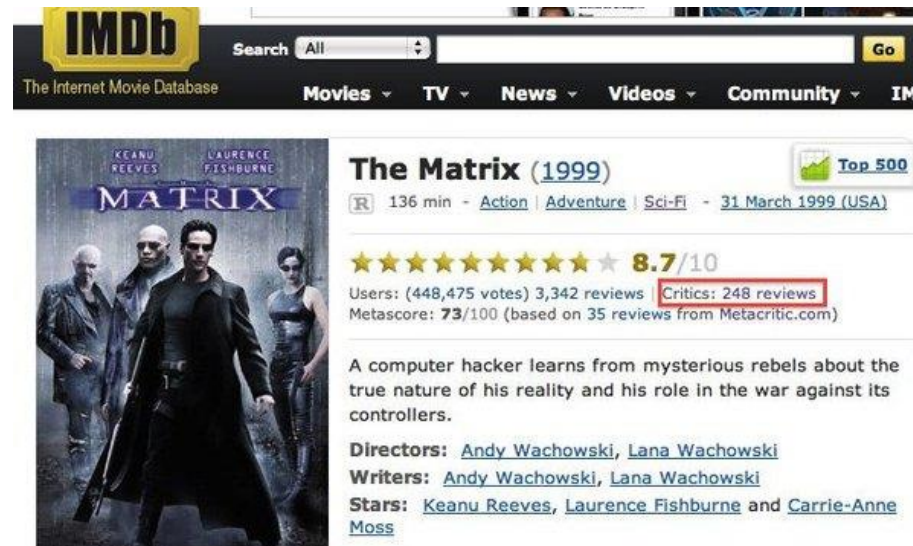 IMDb
Search All Go
The Internet Movie Database
Movies TV News Videos Community IM
KEANU REEVES LAURENCE FISHBURNE
MATRIX
The Matrix (1999)
Top 500
R 136 min - Action | Adventure | Sci-Fi - 31 March 1999 (USA)
8.7/10
Users: (448,475 votes) 3,342 reviews | Critics: 248 reviews
Metascore: 73/100 (based on 35 reviews from Metacritic.com)
A computer hacker learns from mysterious rebels about the
true nature of his reality and his role in the war against its
controllers.
Directors: Andy Wachowski, Lana Wachowski
Writers: Andy Wachowski, Lana Wachowski
Stars: Keanu Reeves, Laurence Fishburne and Carrie-Anne
Moss